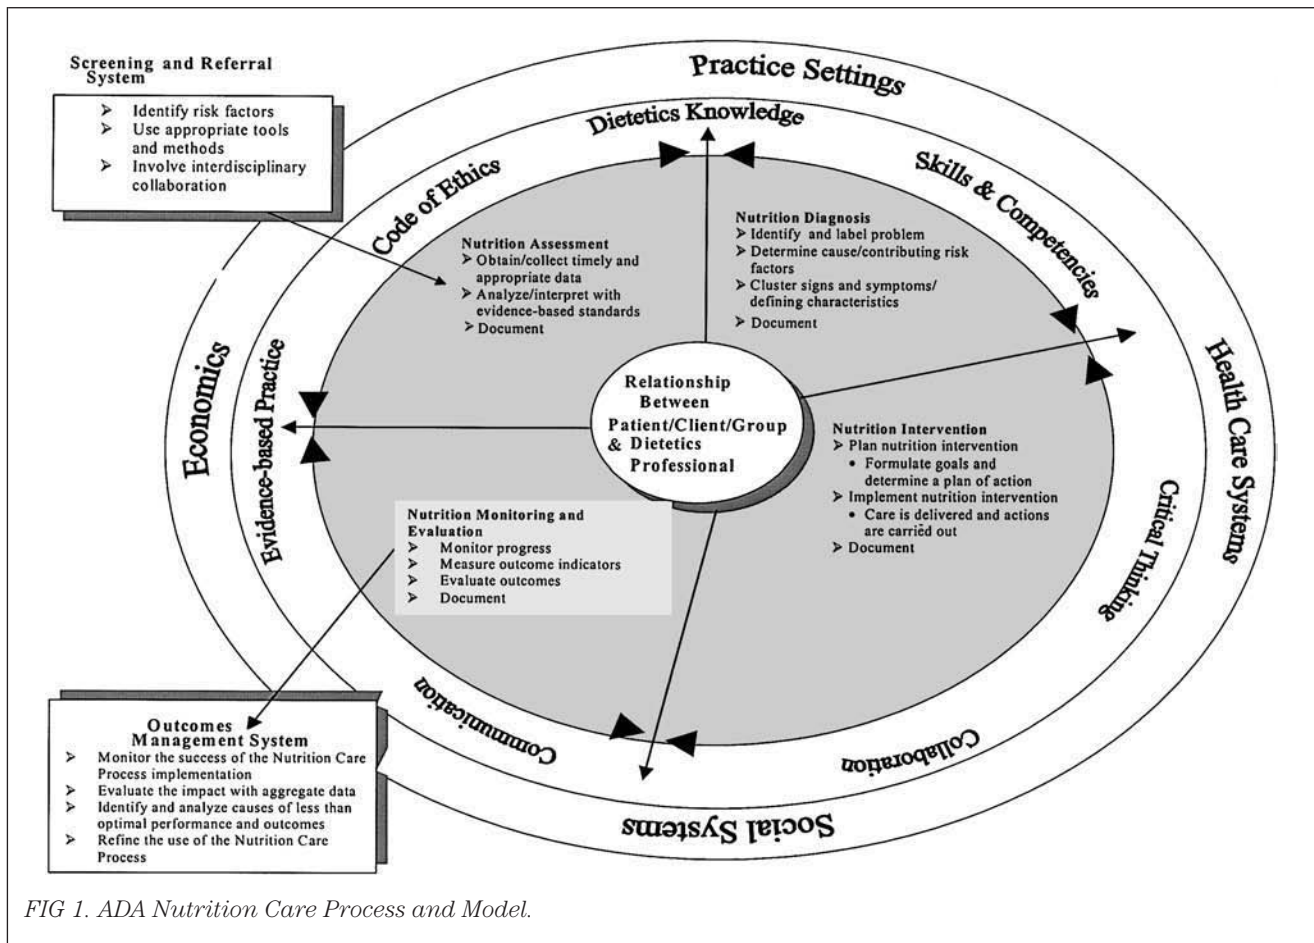 Practice Settings
Dietetics Knowledge
Code of Ethics
Skills & Competencies
Economics
Evidence-based Practice
Health Care Systems
Critical Thinking
Communication
Collaboration
Social Systems
Screening and Referral
System
➢ Identify risk factors
➢ Use appropriate tools
and methods
➢ Involve interdisciplinary
collaboration
Nutrition Assessment
➢ Obtain/collect timely and
appropriate data
➢ Analyze/interpret with
evidence-based standards
➢ Document
Nutrition Diagnosis
➢ Identify and label problem
➢ Determine cause/contributing risk
factors
➢ Cluster signs and symptoms/
defining characteristics
➢ Document
Relationship
Between
Patient/Client/Group
& Dietetics
Professional
Nutrition Intervention
➢ Plan nutrition intervention
• Formulate goals and
determine a plan of action
➢ Implement nutrition intervention
• Care is delivered and actions
are carried out
➢ Document
Nutrition Monitoring and
Evaluation
➢ Monitor progress
➢ Measure outcome indicators
➢ Evaluate outcomes
➢ Document
Outcomes
Management System
➢ Monitor the success of the Nutrition Care
Process implementation
➢ Evaluate the impact with aggregate data
➢ Identify and analyze causes of less than
optimal performance and outcomes
➢ Refine the use of the Nutrition Care
Process
FIG 1. ADA Nutrition Care Process and Model.